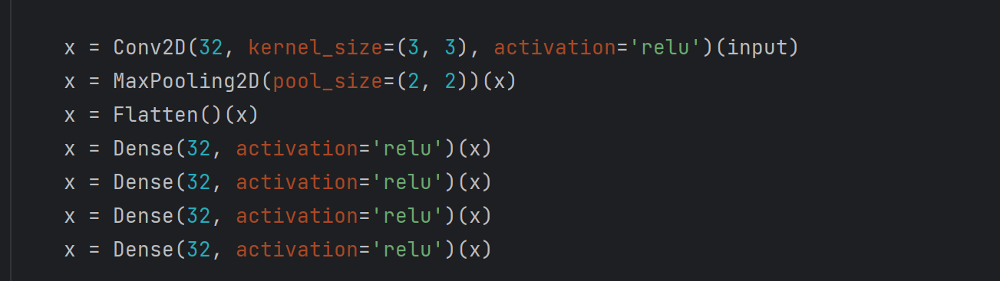 x = Conv2D(32, kernel_size=(3, 3), activation='relu')(input)
x = MaxPooling2D(pool_size=(2, 2))(x)
x = Flatten()(x)
x = Dense(32, activation='relu')(x)
x = Dense(32, activation='relu')(x)
x = Dense(32, activation='relu')(x)
x = Dense(32, activation='relu')(x)